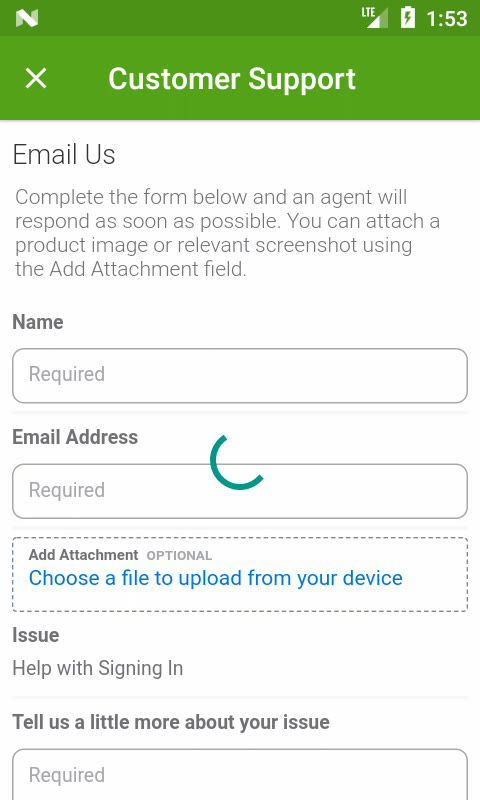 LTE 1:53
Customer Support
Email Us
Complete the form below and an agent will
respond as soon as possible. You can attach a
product image or relevant screenshot using
the Add Attachment field.
Name
Required
Email Address
Required
Add Attachment OPTIONAL
Choose a file to upload from your device
Issue
Help with Signing In
Tell us a little more about your issue
Required